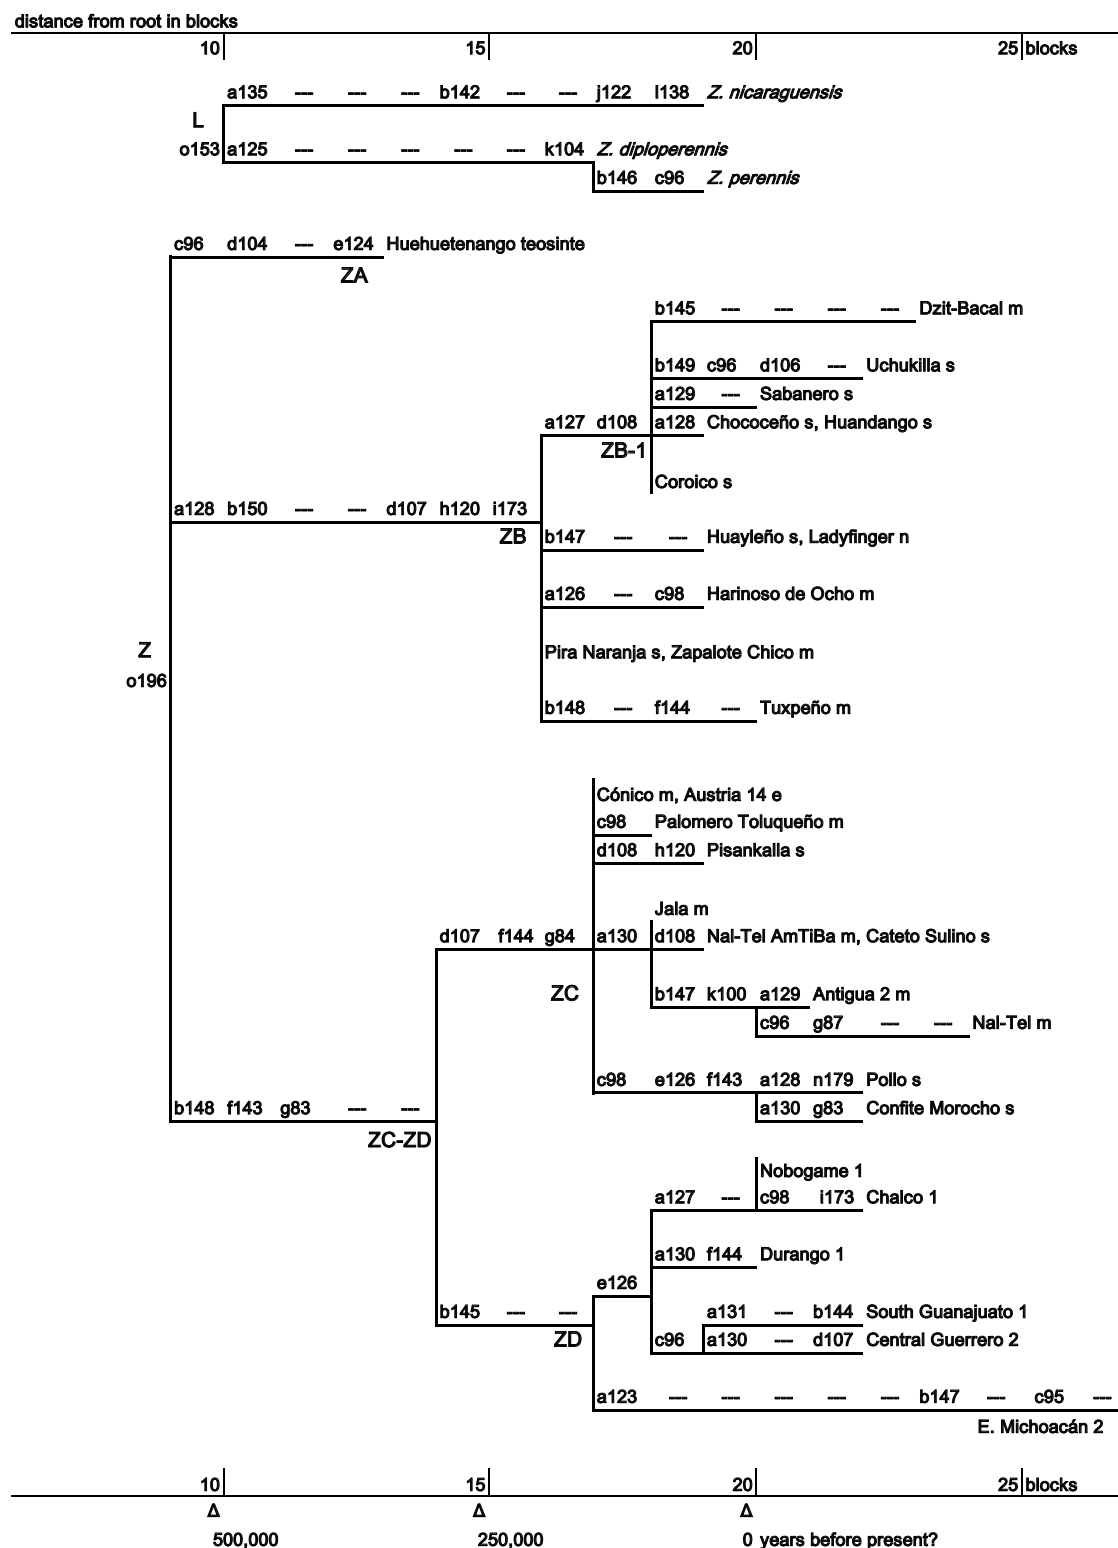 distance from root in blocks
10 15 20 25 blocks
a135 --- --- --- b142 --- --- j122 l138 Z. nicaraguensis
L
o153 a125 --- --- --- --- --- k104 Z. diploperennis
b146 c96 Z. perennis
c96 d104 --- e124 Huehuetenango teosinte
ZA
b145 --- --- --- --- Dzit-Bacal m
b149 c96 d106 --- Uchukilla s
a129 --- Sabanero s
a127 d108 a128 Chococeño s, Huandango s
ZB-1
Coroico s
a128 b150 --- --- d107 h120 i173
ZB
b147 --- --- Huayleño s, Ladyfinger n
a126 --- c98 Harinoso de Ocho m
Z
Pira Naranja s, Zapalote Chico m
o196
b148 --- f144 --- Tuxpeño m
Cónico m, Austria 14 e
c98 Palomero Toluqueño m
d108 h120 Pisankalla s
Jala m
d107 f144 g84 a130 d108 Nal-Tel AmTiBa m, Cateto Sulino s
ZC
b147 k100 a129 Antigua 2 m
c96 g87 --- --- Nal-Tel m
c98 e126 f143 a128 n179 Pollo s
b148 f143 g83 --- --- a130 g83 Confite Morocho s
ZC-ZD
Nobogame 1
a127 --- c98 i173 Chalco 1
a130 f144 Durango 1
e126
b145 --- --- a131 --- b144 South Guanajuato 1
ZD
c96 a130 --- d107 Central Guerrero 2
a123 --- --- --- --- --- b147 --- c95 ---
E. Michoacán 2
10 15 20 25 blocks
Δ Δ Δ
500,000 250,000 0 years before present?